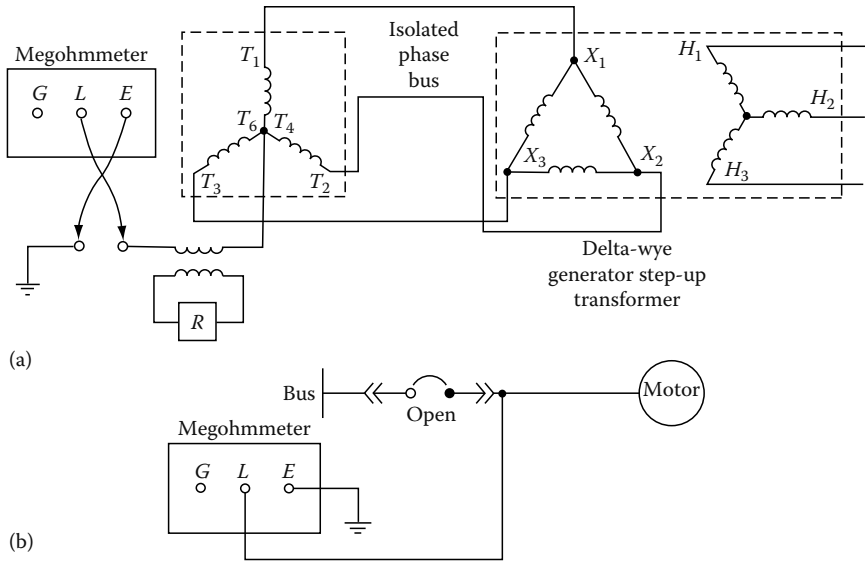 Megohmmeter
G L E
T1
T6 T4
T3 T2
Isolated
phase
bus
X1
X3 X2
H1
H2
H3
Delta-wye
generator step-up
transformer
R
(a)
Bus
Open
Motor
Megohmmeter
G L E
(b)